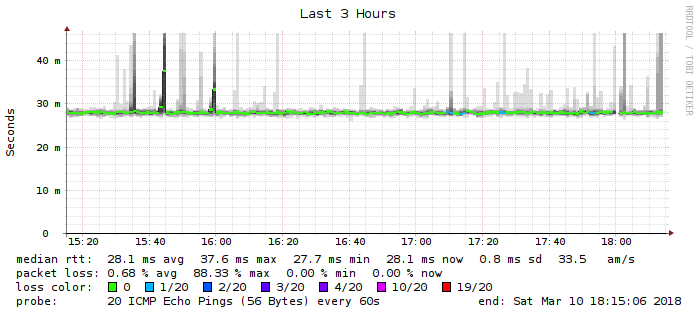 Last 3 Hours
RRDTOOL / TOBI OETIKER
Seconds
40 m
30 m
20 m
10 m
0
15:20 15:40 16:00 16:20 16:40 17:00 17:20 17:40 18:00
median rtt: 28.1 ms avg 37.6 ms max 27.7 ms min 28.1 ms now 0.8 ms sd 33.5 am/s
packet loss: 0.68 % avg 88.33 % max 0.00 % min 0.00 % now
loss color: 0 1/20 2/20 3/20 4/20 10/20 19/20
probe: 20 ICMP Echo Pings (56 Bytes) every 60s end: Sat Mar 10 18:15:06 2018